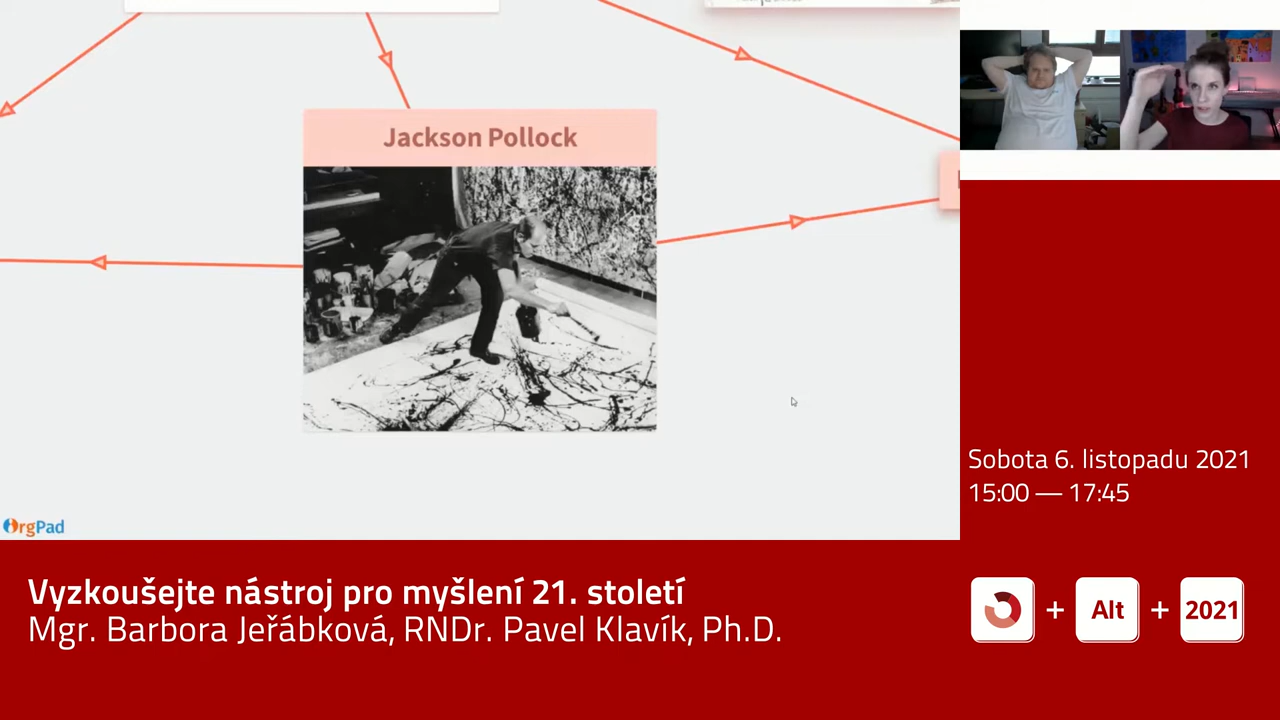 Jackson Pollock
OrgPad
Sobota 6. listopadu 2021
15:00 — 17:45
Vyzkoušejte nástroj pro myšlení 21. století
Mgr. Barbora Jeřábková, RNDr. Pavel Klavík, Ph.D.
+ Alt + 2021